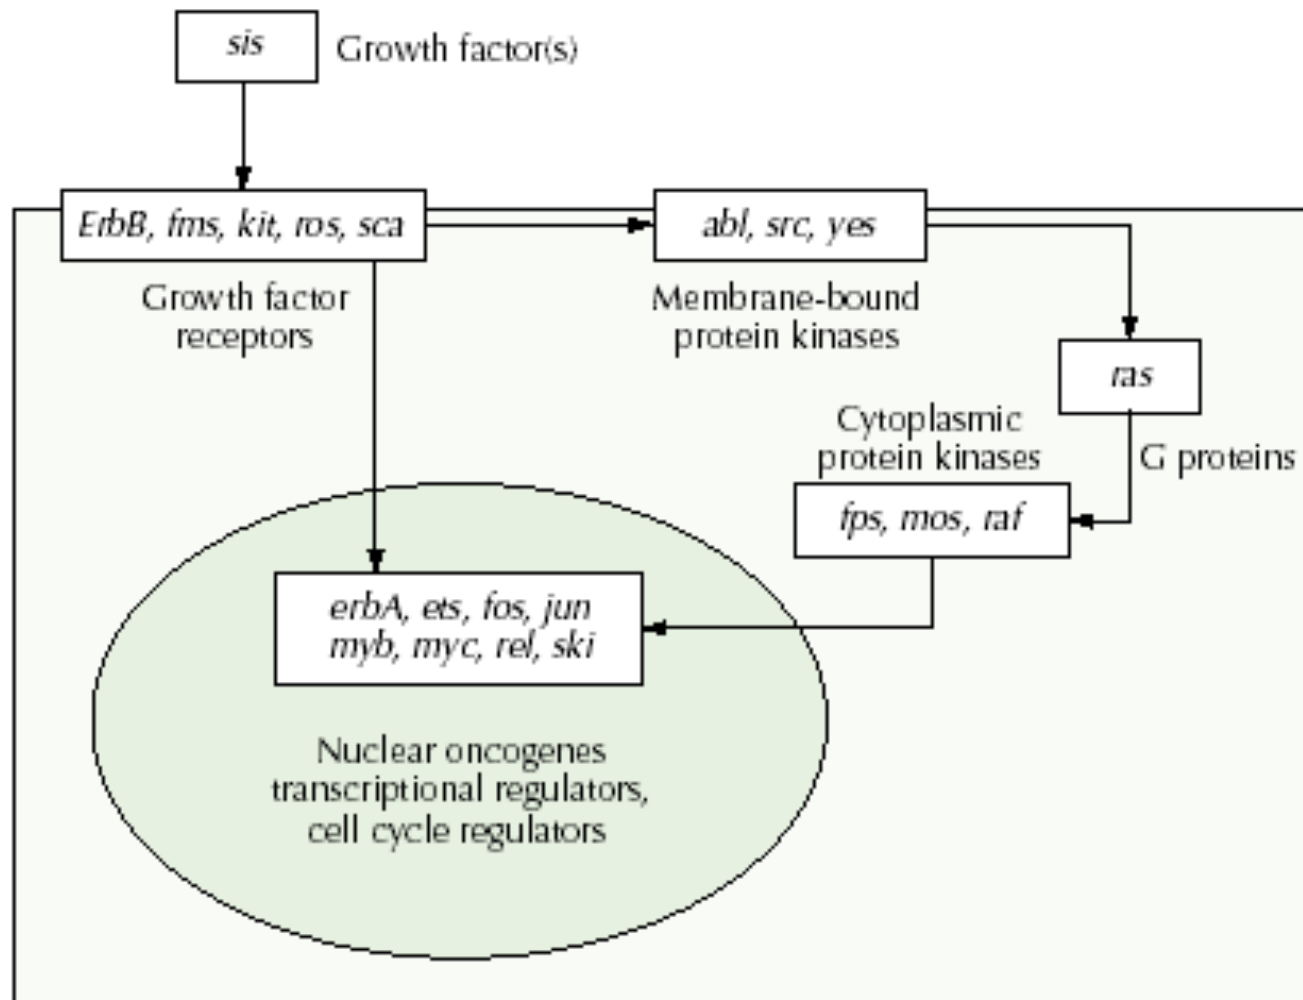 sis
Growth factor(s)
ErbB, fms, kit, ros, sca
abl, src, yes
Growth factor
receptors
Membrane-bound
protein kinases
ras
Cytoplasmic
protein kinases
G proteins
fps, mos, raf
erbA, ets, fos, jun
myb, myc, rel, ski
Nuclear oncogenes
transcriptional regulators,
cell cycle regulators